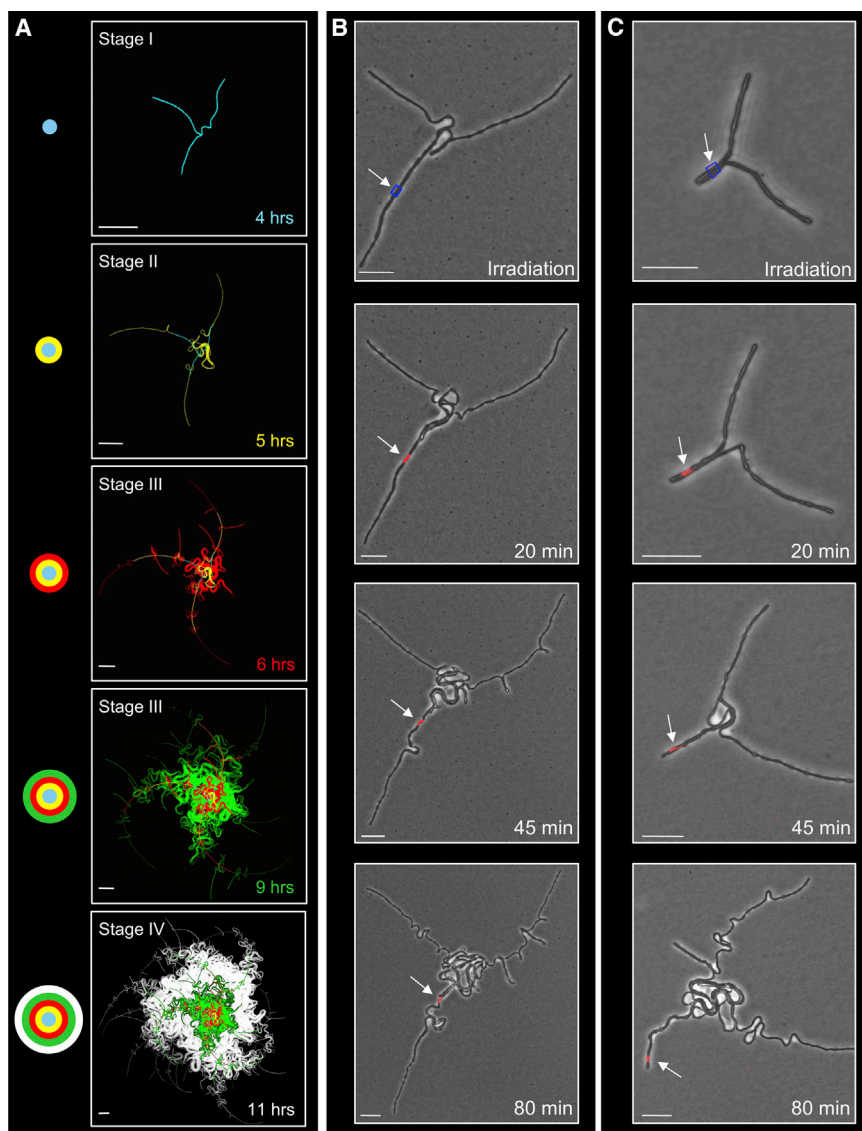 A
Stage I
4 hrs
Stage II
5 hrs
Stage III
6 hrs
Stage III
9 hrs
Stage IV
11 hrs
B
Irradiation
20 min
45 min
80 min
C
Irradiation
20 min
45 min
80 min